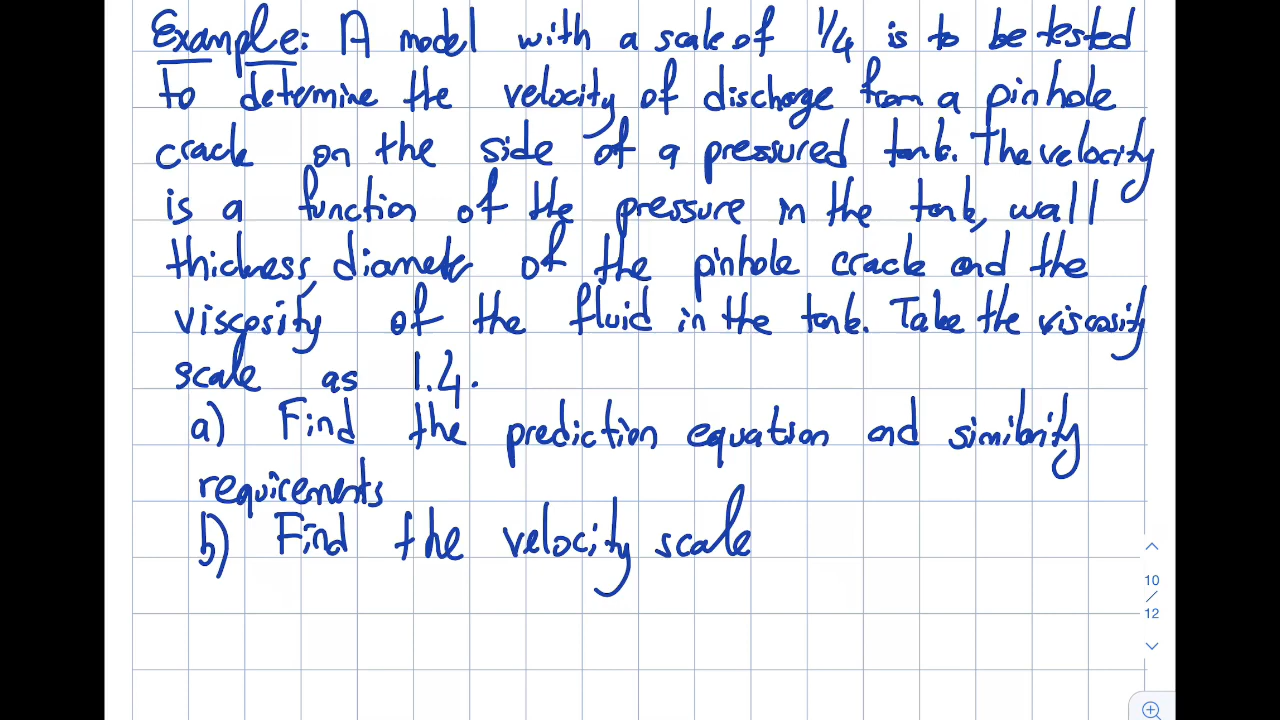 Example: A model with a scale of 1/4 is to be tested
to determine the velocity of discharge from a pinhole
crack on the side of a pressured tank. The velocity
is a function of the pressure in the tank, wall
thickness, diameter of the pinhole crack and the
viscosity of the fluid in the tank. Take the viscosity
scale as 1.4.
a) Find the prediction equation and similarity
requirements
b) Find the velocity scale
10
/
12